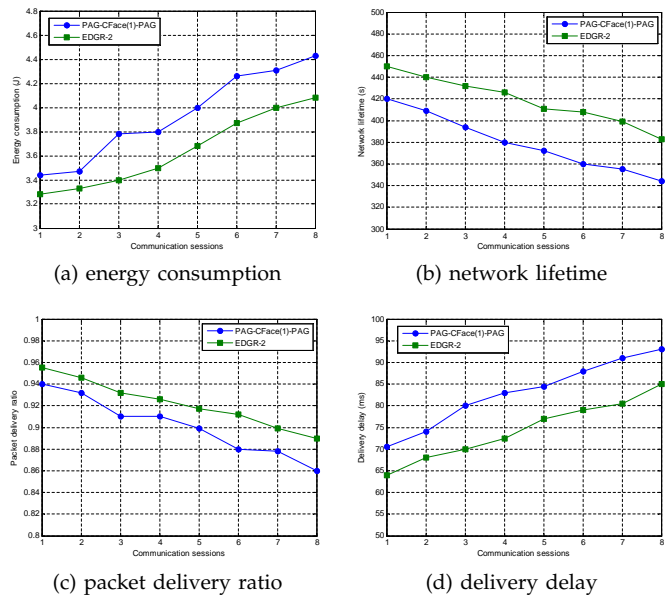 PAG-CFace(1)-PAG
EDGR-2
4.8
4.6
4.4
4.2
4
3.8
3.6
3.4
3.2
3
Energy consumption (J)
1 2 3 4 5 6 7 8
Communication sessions
(a) energy consumption
PAG-CFace(1)-PAG
EDGR-2
500
480
460
440
420
400
380
360
340
320
300
Network lifetime (s)
1 2 3 4 5 6 7 8
Communication sessions
(b) network lifetime
PAG-CFace(1)-PAG
EDGR-2
1
0.98
0.96
0.94
0.92
0.9
0.88
0.86
0.84
0.82
0.8
Packet delivery ratio
1 2 3 4 5 6 7 8
Communication sessions
(c) packet delivery ratio
PAG-CFace(1)-PAG
EDGR-2
100
95
90
85
80
75
70
65
60
55
50
Delivery delay (ms)
1 2 3 4 5 6 7 8
Communication sessions
(d) delivery delay